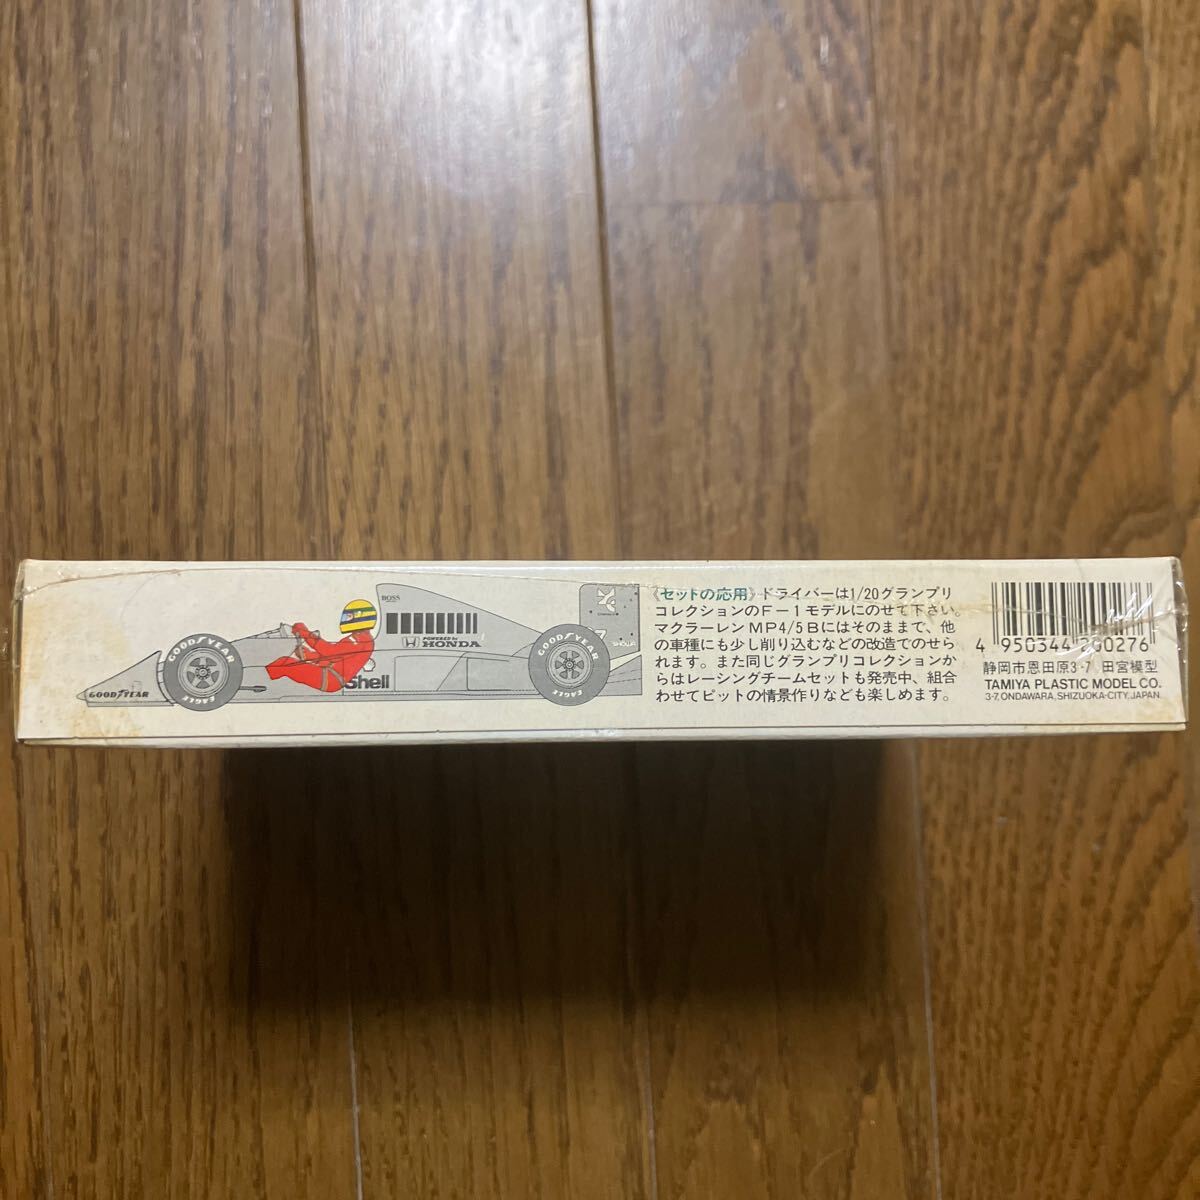 BOSS
POWERED by
HONDA
GOODYEAR
EAGLE
GOODYEAR
Shell
GOODYEAR
EAGLE
SHOWA
《セットの応用》ドライバーは1/20グランプリ
コレクションのF-1モデルにのせて下さい。
マクラーレンMP4/5Bにはそのままで、他
の車種にも少し削り込むなどの改造でのせら
れます。また同じグランプリコレクションか
らはレーシングチームセットも発売中、組合
わせてピットの情景作りなども楽しめます。
4 950344 200276
静岡市恩田原3-7 田宮模型
TAMIYA PLASTIC MODEL CO.
3-7, ONDAWARA, SHIZUOKA-CITY, JAPAN.